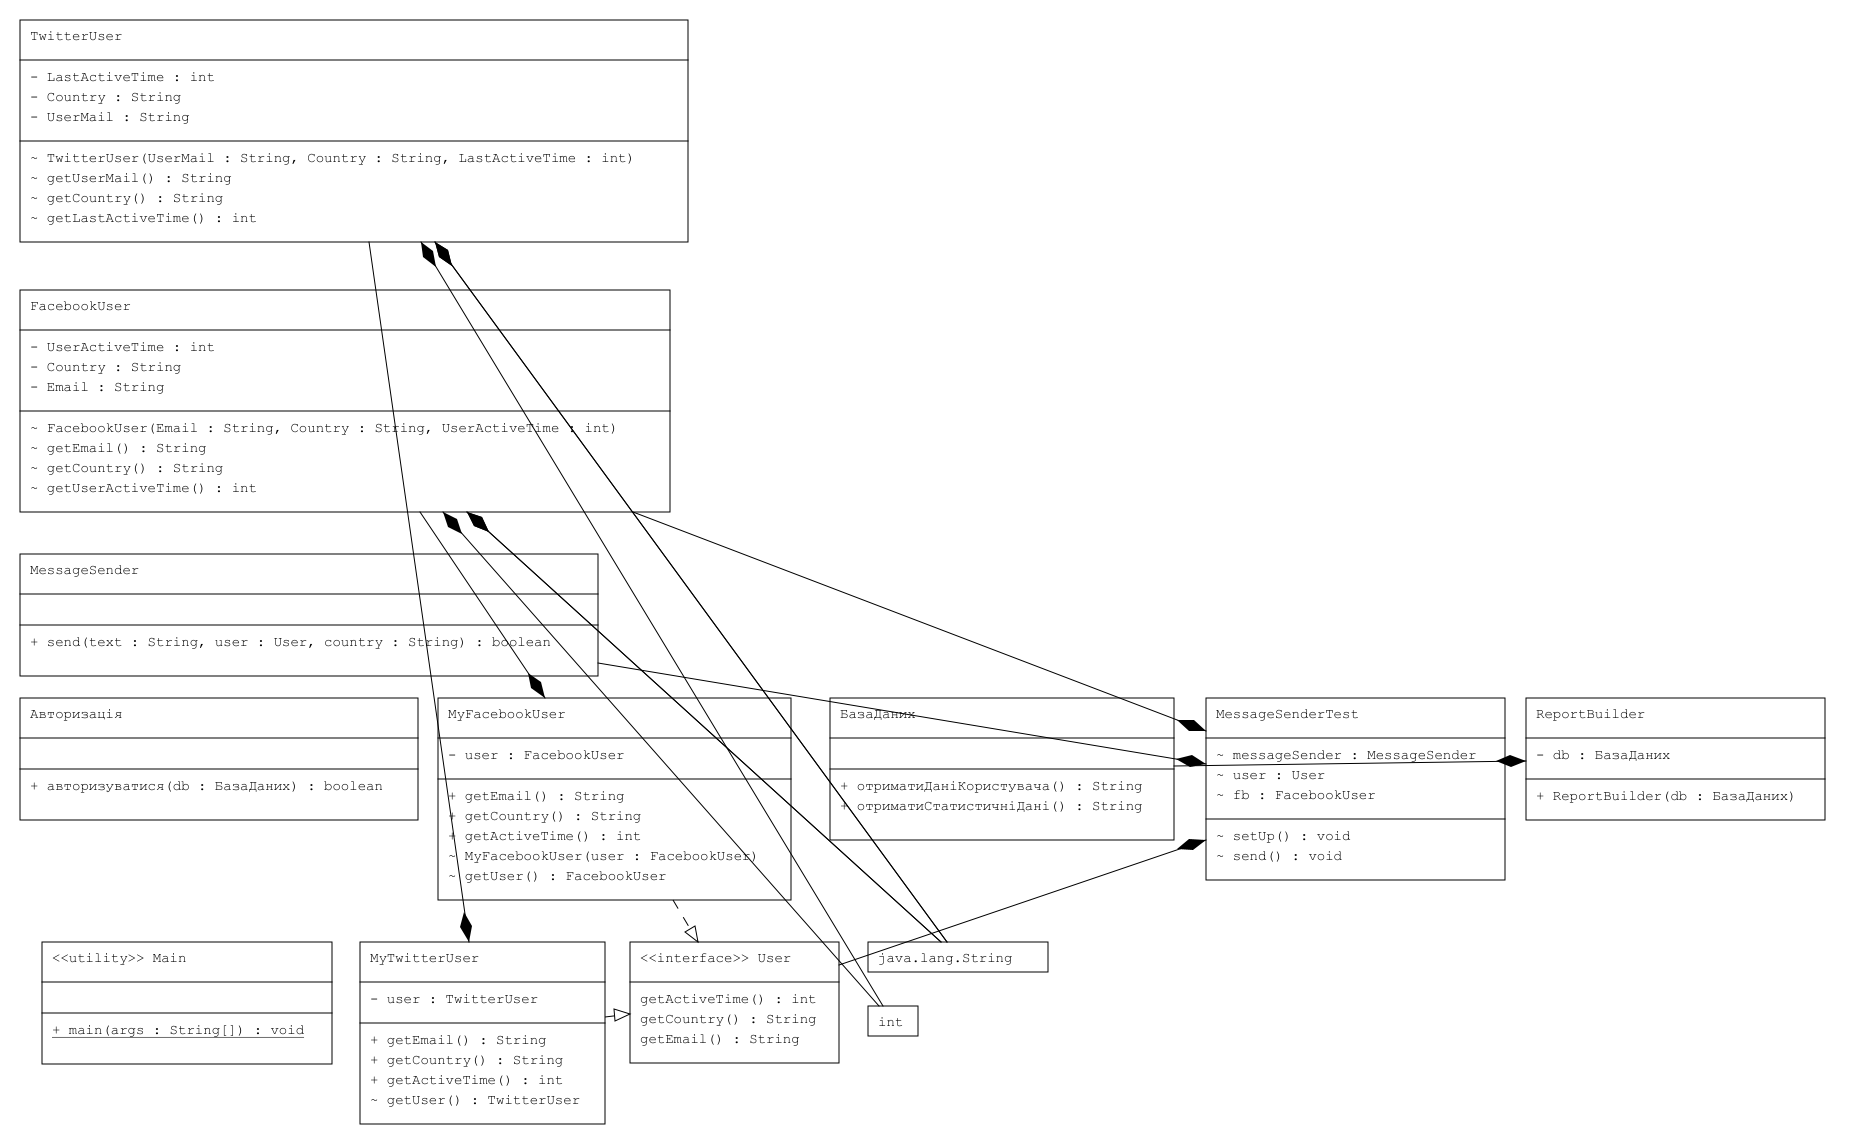 TwitterUser
- LastActiveTime : int
- Country : String
- UserMail : String
~ TwitterUser(UserMail : String, Country : String, LastActiveTime : int)
~ getUserMail() : String
~ getCountry() : String
~ getLastActiveTime() : int
FacebookUser
- UserActiveTime : int
- Country : String
- Email : String
~ FacebookUser(Email : String, Country : String, UserActiveTime : int)
~ getEmail() : String
~ getCountry() : String
~ getUserActiveTime() : int
MessageSender
+ send(text : String, user : User, country : String) : boolean
Авторизація
+ авторизуватися(db : БазаДаних) : boolean
MyFacebookUser
- user : FacebookUser
+ getEmail() : String
+ getCountry() : String
+ getActiveTime() : int
~ MyFacebookUser(user : FacebookUser)
~ getUser() : FacebookUser
БазаДаних
+ отриматиДаніКористувача() : String
+ отриматиСтатистичніДані() : String
MessageSenderTest
~ messageSender : MessageSender
~ user : User
~ fb : FacebookUser
~ setUp() : void
~ send() : void
ReportBuilder
- db : БазаДаних
+ ReportBuilder(db : БазаДаних)
<<utility>> Main
+ main(args : String[]) : void
MyTwitterUser
- user : TwitterUser
+ getEmail() : String
+ getCountry() : String
+ getActiveTime() : int
~ getUser() : TwitterUser
<<interface>> User
getActiveTime() : int
getCountry() : String
getEmail() : String
java.lang.String
int